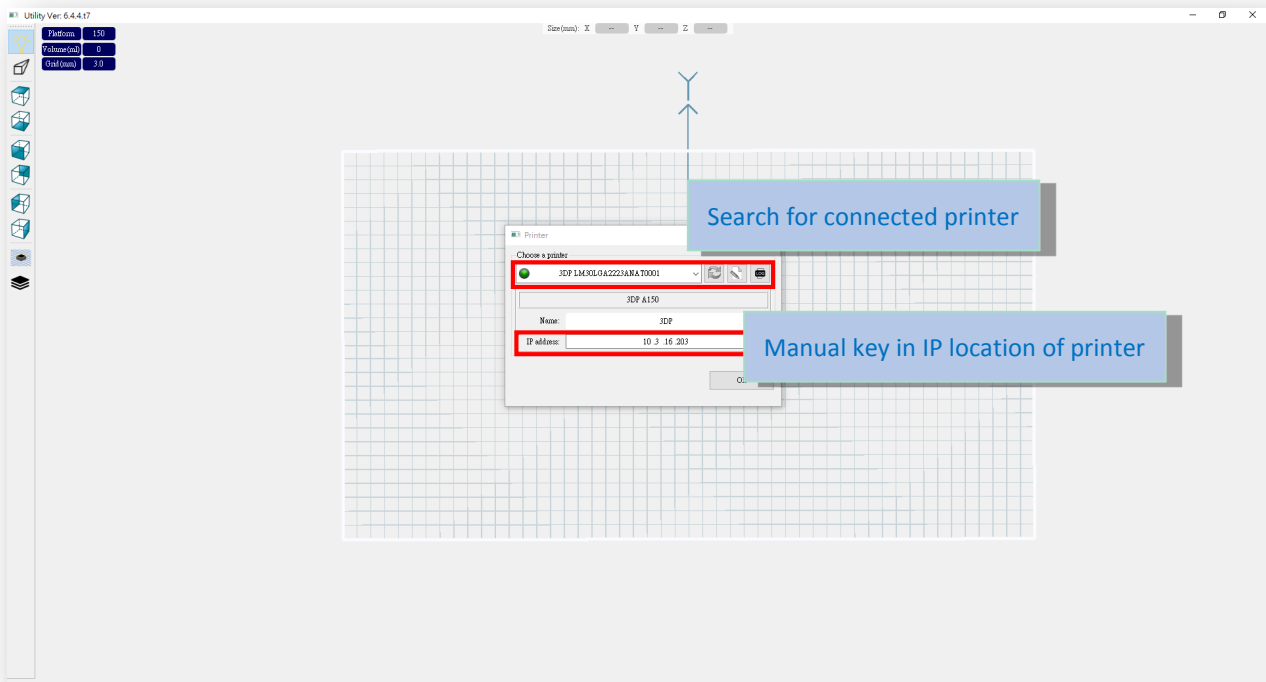 Utility Ver: 6.4.4.t7
Size(mm): X -- Y -- Z --
Platform 150
Volume(ml) 0
Grid(mm) 3.0
Y
Search for connected printer
Printer
Choose a printer
3DP LM30LGA2223ANAT0001
3DP A150
Name: 3DP
IP address: 10 .3 .16 .203
Manual key in IP location of printer